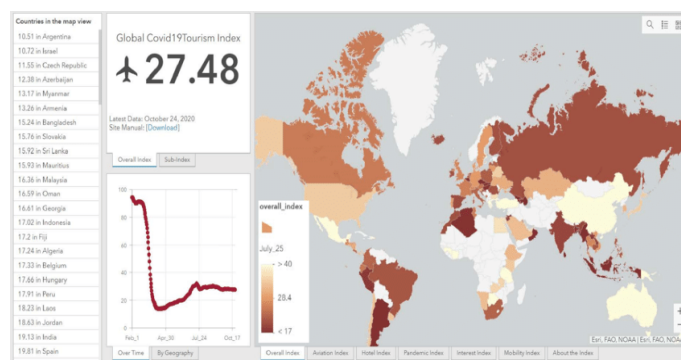 Countries in the map view
10.51 in Argentina
10.72 in Israel
11.55 in Czech Republic
12.38 in Azerbaijan
13.17 in Myanmar
13.26 in Armenia
15.24 in Bangladesh
15.76 in Slovakia
15.92 in Sri Lanka
15.93 in Mauritius
16.36 in Malaysia
16.59 in Oman
16.61 in Georgia
17.02 in Indonesia
17.2 in Fiji
17.24 in Algeria
17.33 in Belgium
17.66 in Hungary
17.91 in Peru
18.23 in Laos
18.63 in Jordan
19.13 in India
19.81 in Spain
Global Covid19Tourism Index
27.48
Latest Data: October 24, 2020
Site Manual: [Download]
Overall Index
Sub-Index
100
80
60
40
20
0
Feb_1
Apr_30
Jul_24
Oct_17
Over Time
By Geography
overall_index
July_25
> 40
28.4
< 17
Esri, FAO, NOAA
Esri, FAO, NOA
Overall Index
Aviation Index
Hotel Index
Pandemic Index
Interest Index
Mobility Index
About the Index